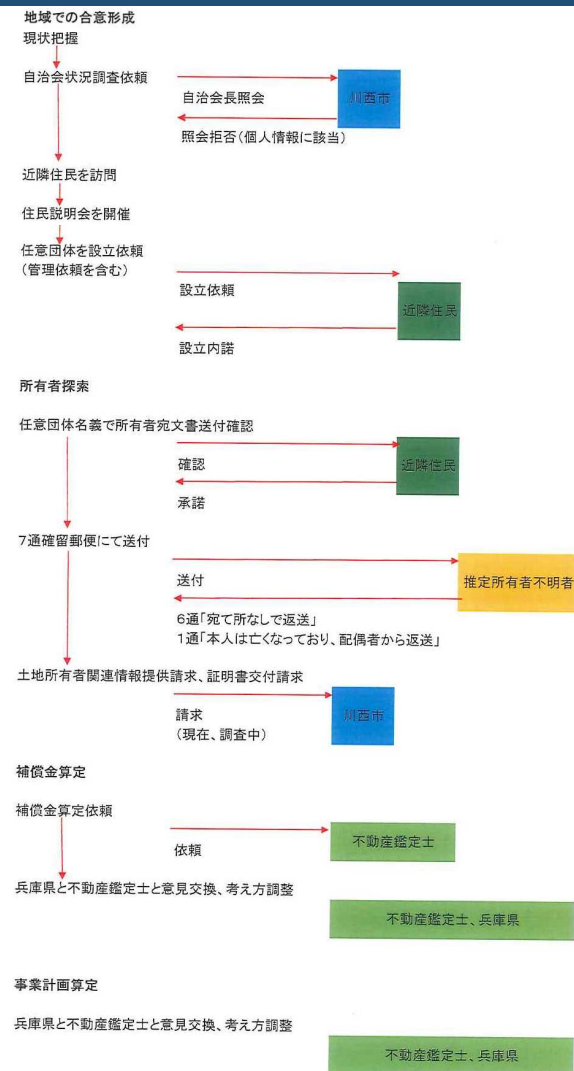 地域での合意形成
現状把握
自治会状況調査依頼
自治会長照会
川西市
照会拒否(個人情報に該当)
近隣住民を訪問
住民説明会を開催
任意団体を設立依頼
(管理依頼を含む)
設立依頼
近隣住民
設立内諾
所有者探索
任意団体名義で所有者宛文書送付確認
確認
近隣住民
承諾
7通確留郵便にて送付
送付
推定所有者不明者
6通「宛て所なしで返送」
1通「本人は亡くなっており、配偶者から返送」
土地所有者関連情報提供請求、証明書交付請求
請求
川西市
(現在、調査中)
補償金算定
補償金算定依頼
依頼
不動産鑑定士
兵庫県と不動産鑑定士と意見交換、考え方調整
不動産鑑定士、兵庫県
事業計画算定
兵庫県と不動産鑑定士と意見交換、考え方調整
不動産鑑定士、兵庫県